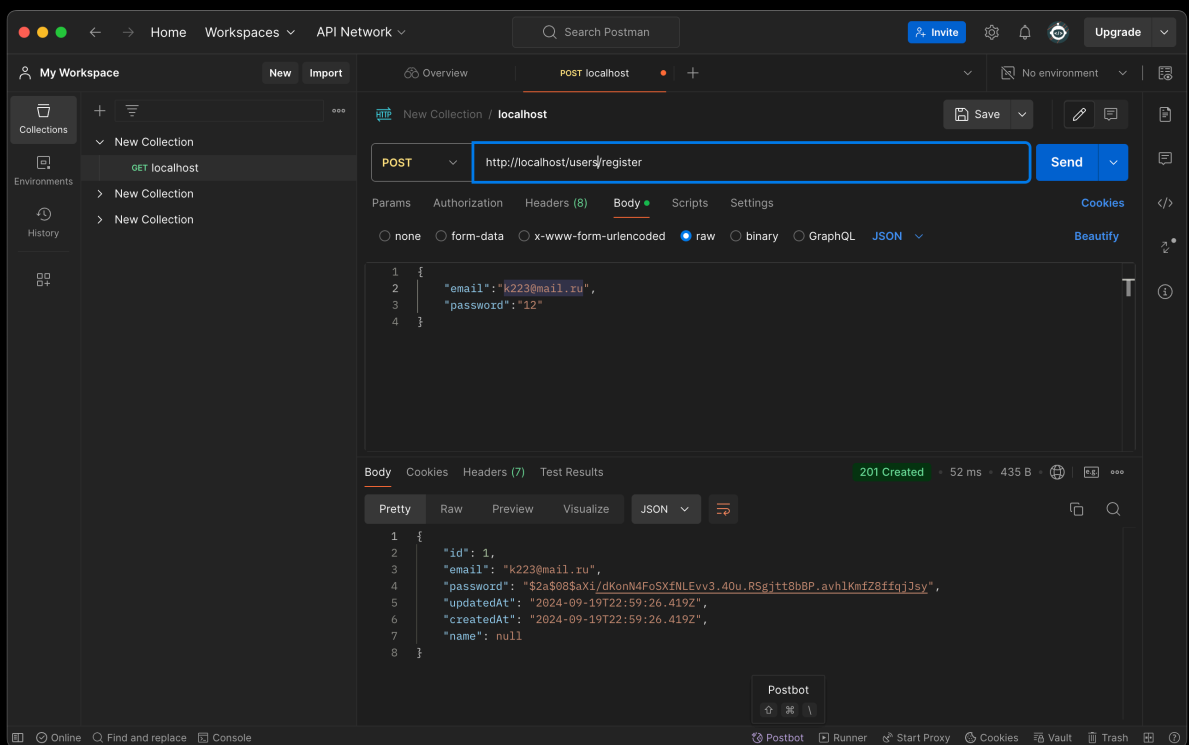 Home Workspaces API Network Search Postman Invite Upgrade
My Workspace New Import Overview POST localhost No environment
Collections
Environments
History
New Collection
GET localhost
New Collection
New Collection
HTTP New Collection / localhost Save
POST http://localhost/users/register Send
Params Authorization Headers (8) Body Scripts Settings Cookies
none form-data x-www-form-urlencoded raw binary GraphQL JSON Beautify
1 {
2 "email":"k223@mail.ru",
3 "password":"12"
4 }
T
Body Cookies Headers (7) Test Results 201 Created 52 ms 435 B e.g.
Pretty Raw Preview Visualize JSON
1 {
2 "id": 1,
3 "email": "k223@mail.ru",
4 "password": "$2a$08$aXi/dKonN4FoSXfNLEvv3.4Ou.RSgjtt8bBP.avhlKmfZ8ffqjJsy",
5 "updatedAt": "2024-09-19T22:59:26.419Z",
6 "createdAt": "2024-09-19T22:59:26.419Z",
7 "name": null
8 }
Postbot
⇧ ⌘ \
Online Find and replace Console Postbot Runner Start Proxy Cookies Vault Trash